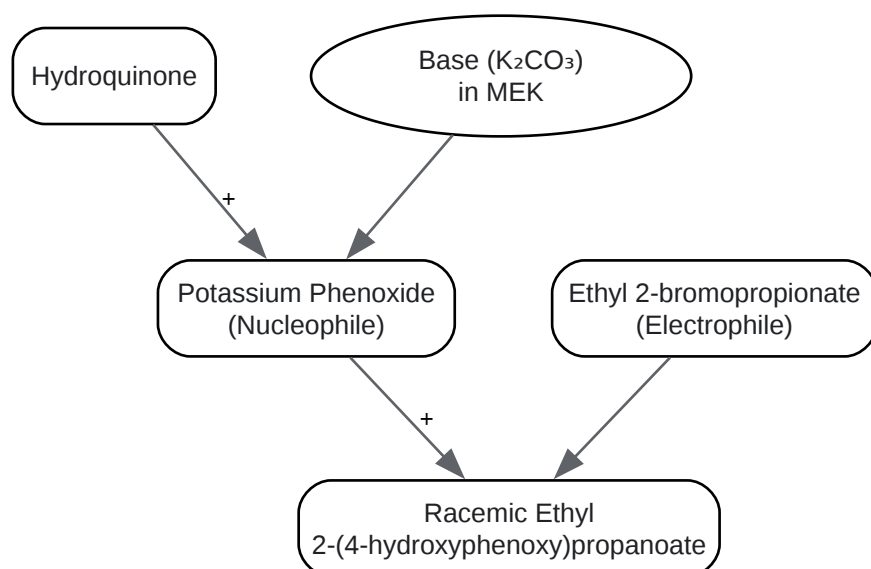 Hydroquinone
Base (K₂CO₃)
in MEK
+
Potassium Phenoxide
(Nucleophile)
Ethyl 2-bromopropionate
(Electrophile)
+
Racemic Ethyl
2-(4-hydroxyphenoxy)propanoate